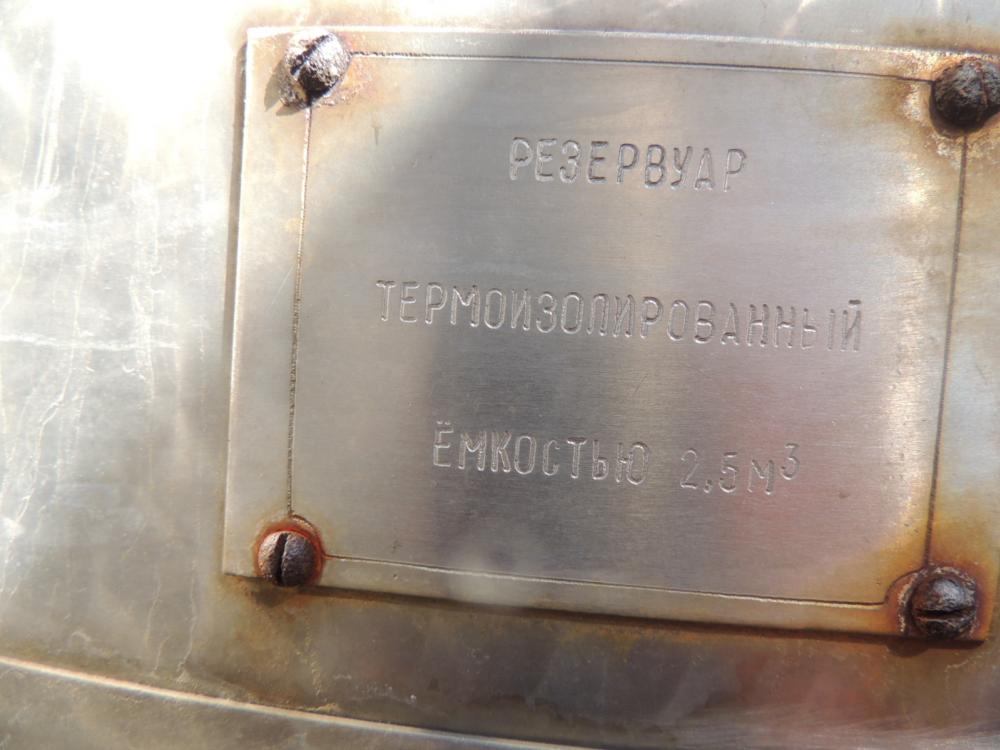 РЕЗЕРВУАР
ТЕРМОИЗОЛИРОВАННЫЙ
ЁМКОСТЬЮ 2,5м³